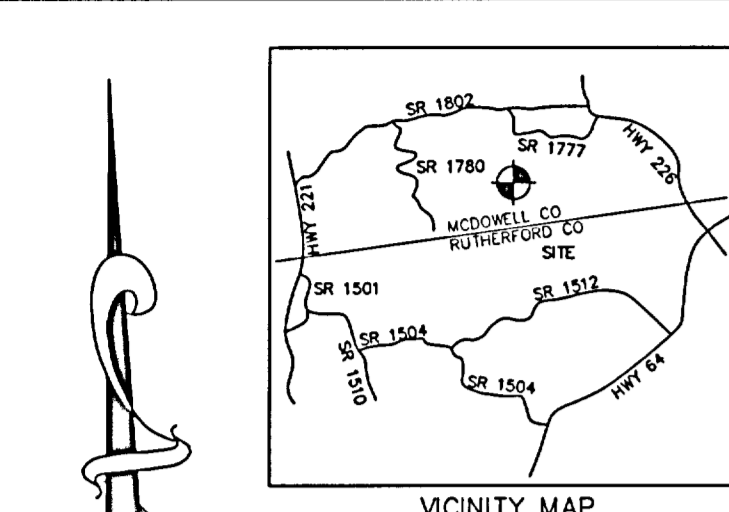 SR 1802
SR 1777
HWY 226
SR 1780
HWY 221
MCDOWELL CO
RUTHERFORD CO
SITE
SR 1501
SR 1512
SR 1504
SR 1510
SR 1504
HWY 64
VICINITY MAP